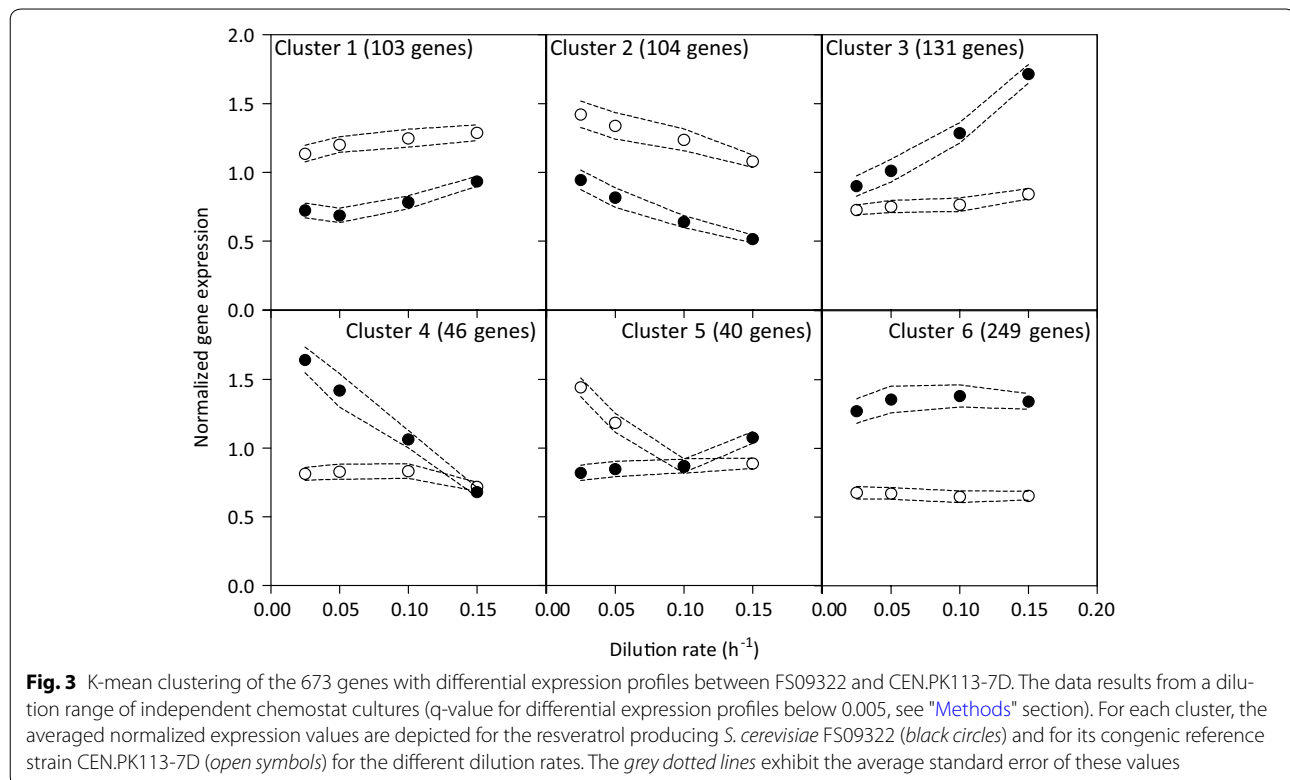 Cluster 1 (103 genes)
Cluster 2 (104 genes)
Cluster 3 (131 genes)
2.0
1.5
1.0
0.5
0.0
Cluster 4 (46 genes)
Cluster 5 (40 genes)
Cluster 6 (249 genes)
1.5
1.0
0.5
0.0
Normalized gene expression
0.00 0.05 0.10 0.15 0.00 0.05 0.10 0.15 0.00 0.05 0.10 0.15 0.20
Dilution rate (h⁻¹)
Fig. 3 K-mean clustering of the 673 genes with differential expression profiles between FS09322 and CEN.PK113-7D. The data results from a dilu-
tion range of independent chemostat cultures (q-value for differential expression profiles below 0.005, see "Methods" section). For each cluster, the
averaged normalized expression values are depicted for the resveratrol producing S. cerevisiae FS09322 (black circles) and for its congenic reference
strain CEN.PK113-7D (open symbols) for the different dilution rates. The grey dotted lines exhibit the average standard error of these values